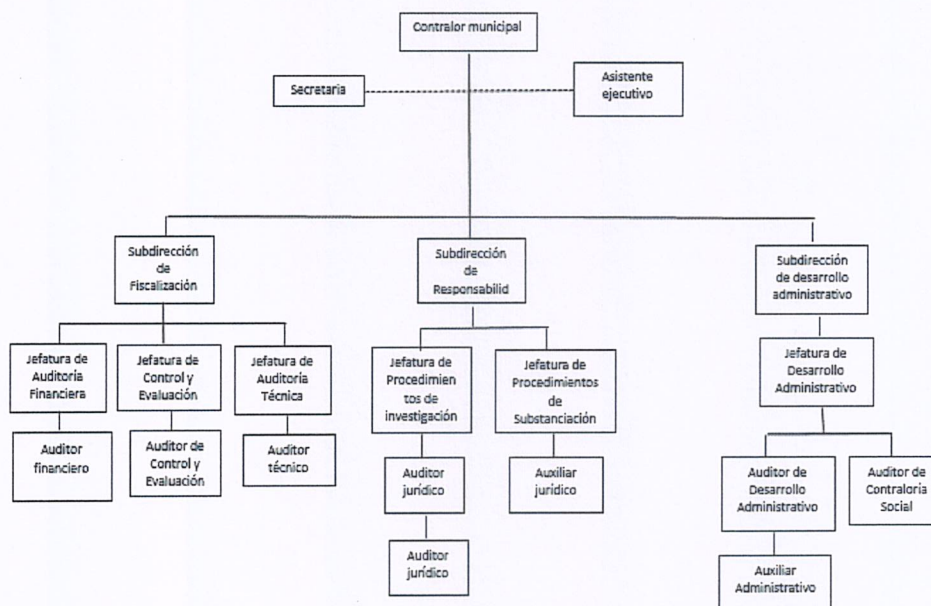 Contralor municipal
Secretaria
Asistente
ejecutivo
Subdirección
de
Fiscalización
Subdirección
de
Responsabilid
Subdirección
de desarrollo
administrativo
Jefatura de
Auditoría
Financiera
Jefatura de
Control y
Evaluación
Jefatura de
Auditoría
Técnica
Jefatura de
Procedimien
tos de
investigación
Jefatura de
Procedimientos
de
Substanciación
Jefatura de
Desarrollo
Administrativo
Auditor
financiero
Auditor de
Control y
Evaluación
Auditor
técnico
Auditor
jurídico
Auxiliar
jurídico
Auditor de
Desarrollo
Administrativo
Auditor de
Contraloría
Social
Auditor
jurídico
Auxiliar
Administrativo